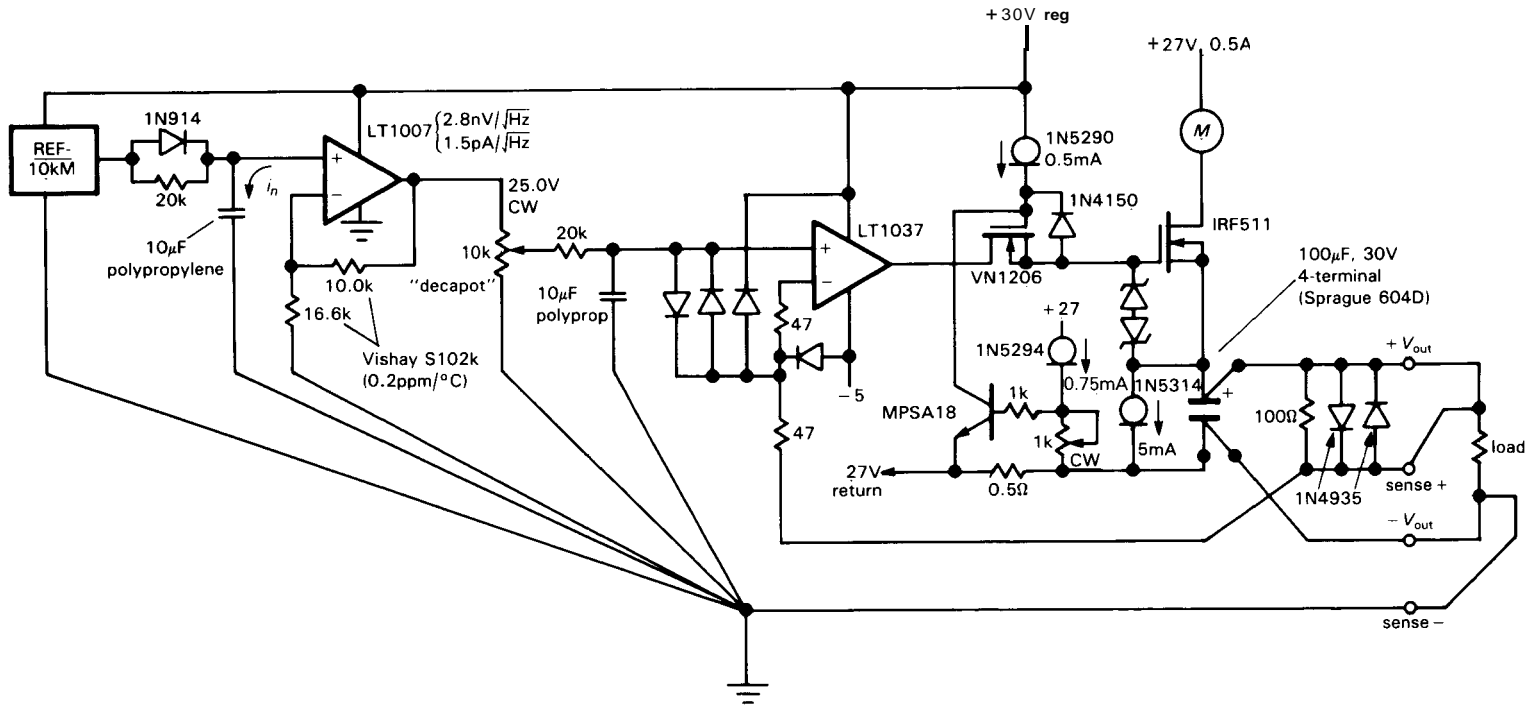 +30V reg
+27V, 0.5A
1N914
LT1007
2.8nV/√Hz
1.5pA/√Hz
REF-
10kM
20k
i_n
+
−
10μF
polypropylene
10.0k
16.6k
Vishay S102k
(0.2ppm/°C)
25.0V
CW
10k
"decapot"
20k
10μF
polyprop
LT1037
+
−
47
−5
47
1N5290
0.5mA
1N4150
VN1206
M
IRF511
100μF, 30V
4-terminal
(Sprague 604D)
+27
1N5294
0.75mA
1N5314
5mA
MPSA18
1k
1k
CW
27V
return
0.5Ω
+
100Ω
1N4935
+V_out
sense +
load
−V_out
sense −